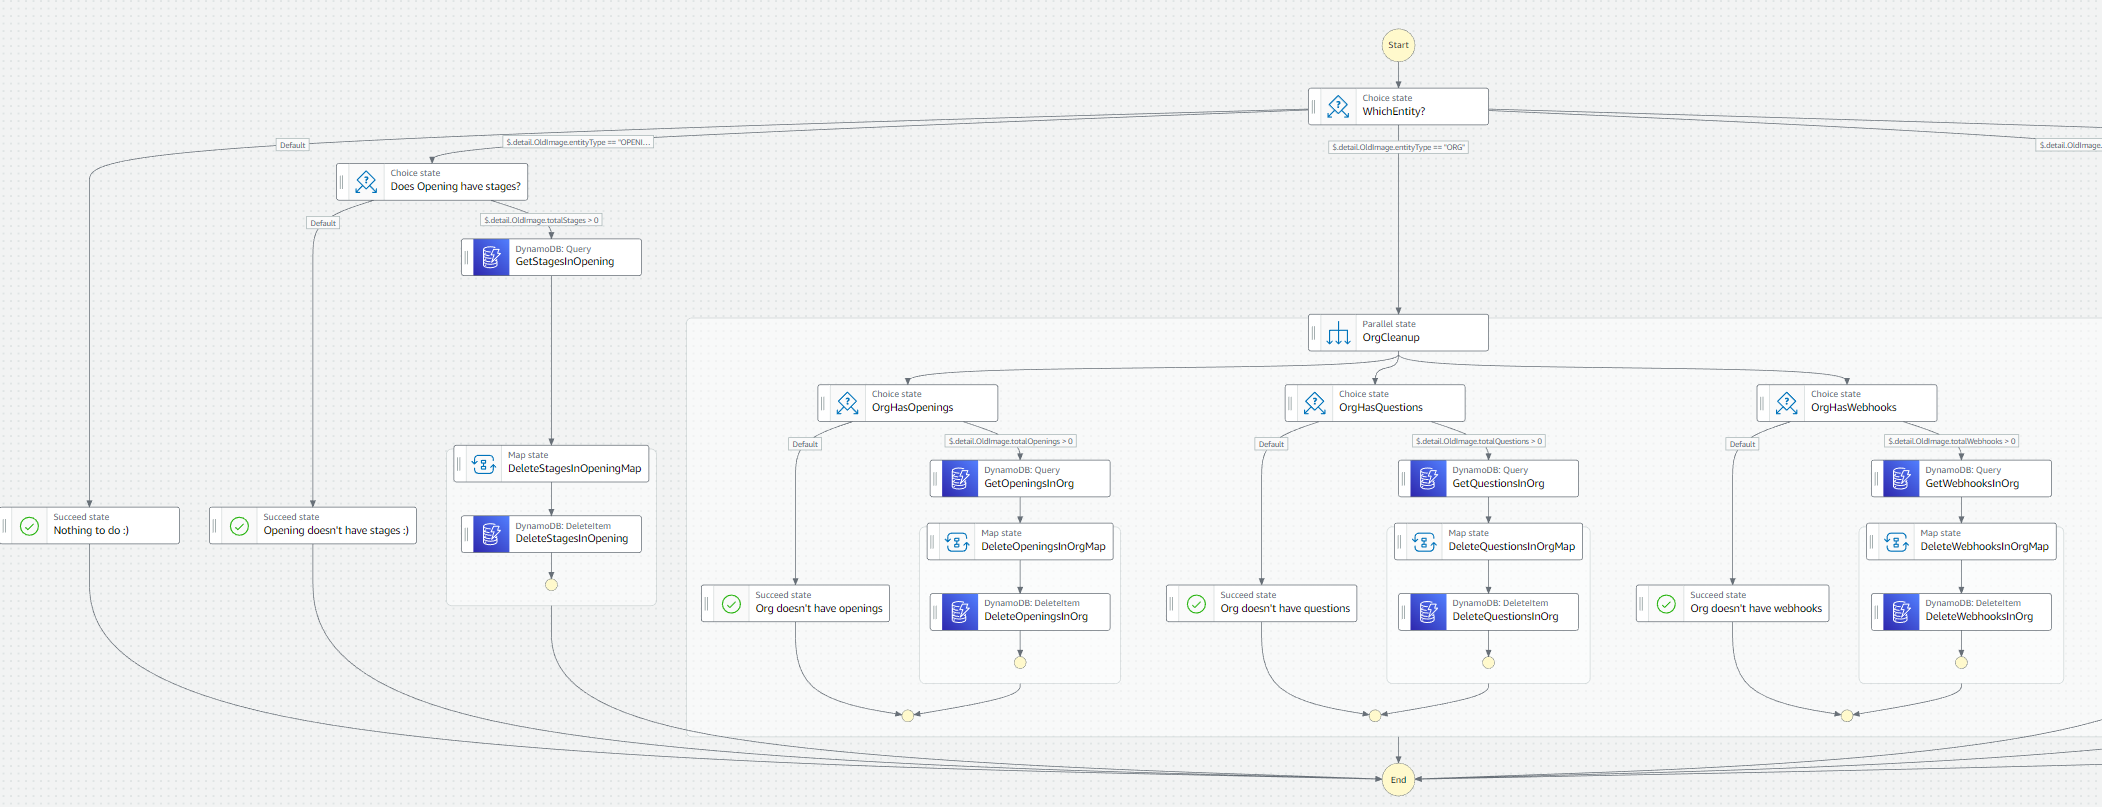 Start
Choice state
WhichEntity?
Default
$.detail.OldImage.entityType == "OPENI...
$.detail.OldImage.entityType == "ORG"
$.detail.OldImage.
Choice state
Does Opening have stages?
Default
$.detail.OldImage.totalStages > 0
DynamoDB: Query
GetStagesInOpening
Parallel state
OrgCleanup
Choice state
OrgHasOpenings
Choice state
OrgHasQuestions
Choice state
OrgHasWebhooks
Default
$.detail.OldImage.totalOpenings > 0
Default
$.detail.OldImage.totalQuestions > 0
Default
$.detail.OldImage.totalWebhooks > 0
Map state
DeleteStagesInOpeningMap
DynamoDB: Query
GetOpeningsInOrg
DynamoDB: Query
GetQuestionsInOrg
DynamoDB: Query
GetWebhooksInOrg
Succeed state
Nothing to do :)
Succeed state
Opening doesn't have stages :)
DynamoDB: DeleteItem
DeleteStagesInOpening
Map state
DeleteOpeningsInOrgMap
Map state
DeleteQuestionsInOrgMap
Map state
DeleteWebhooksInOrgMap
Succeed state
Org doesn't have openings
DynamoDB: DeleteItem
DeleteOpeningsInOrg
Succeed state
Org doesn't have questions
DynamoDB: DeleteItem
DeleteQuestionsInOrg
Succeed state
Org doesn't have webhooks
DynamoDB: DeleteItem
DeleteWebhooksInOrg
End